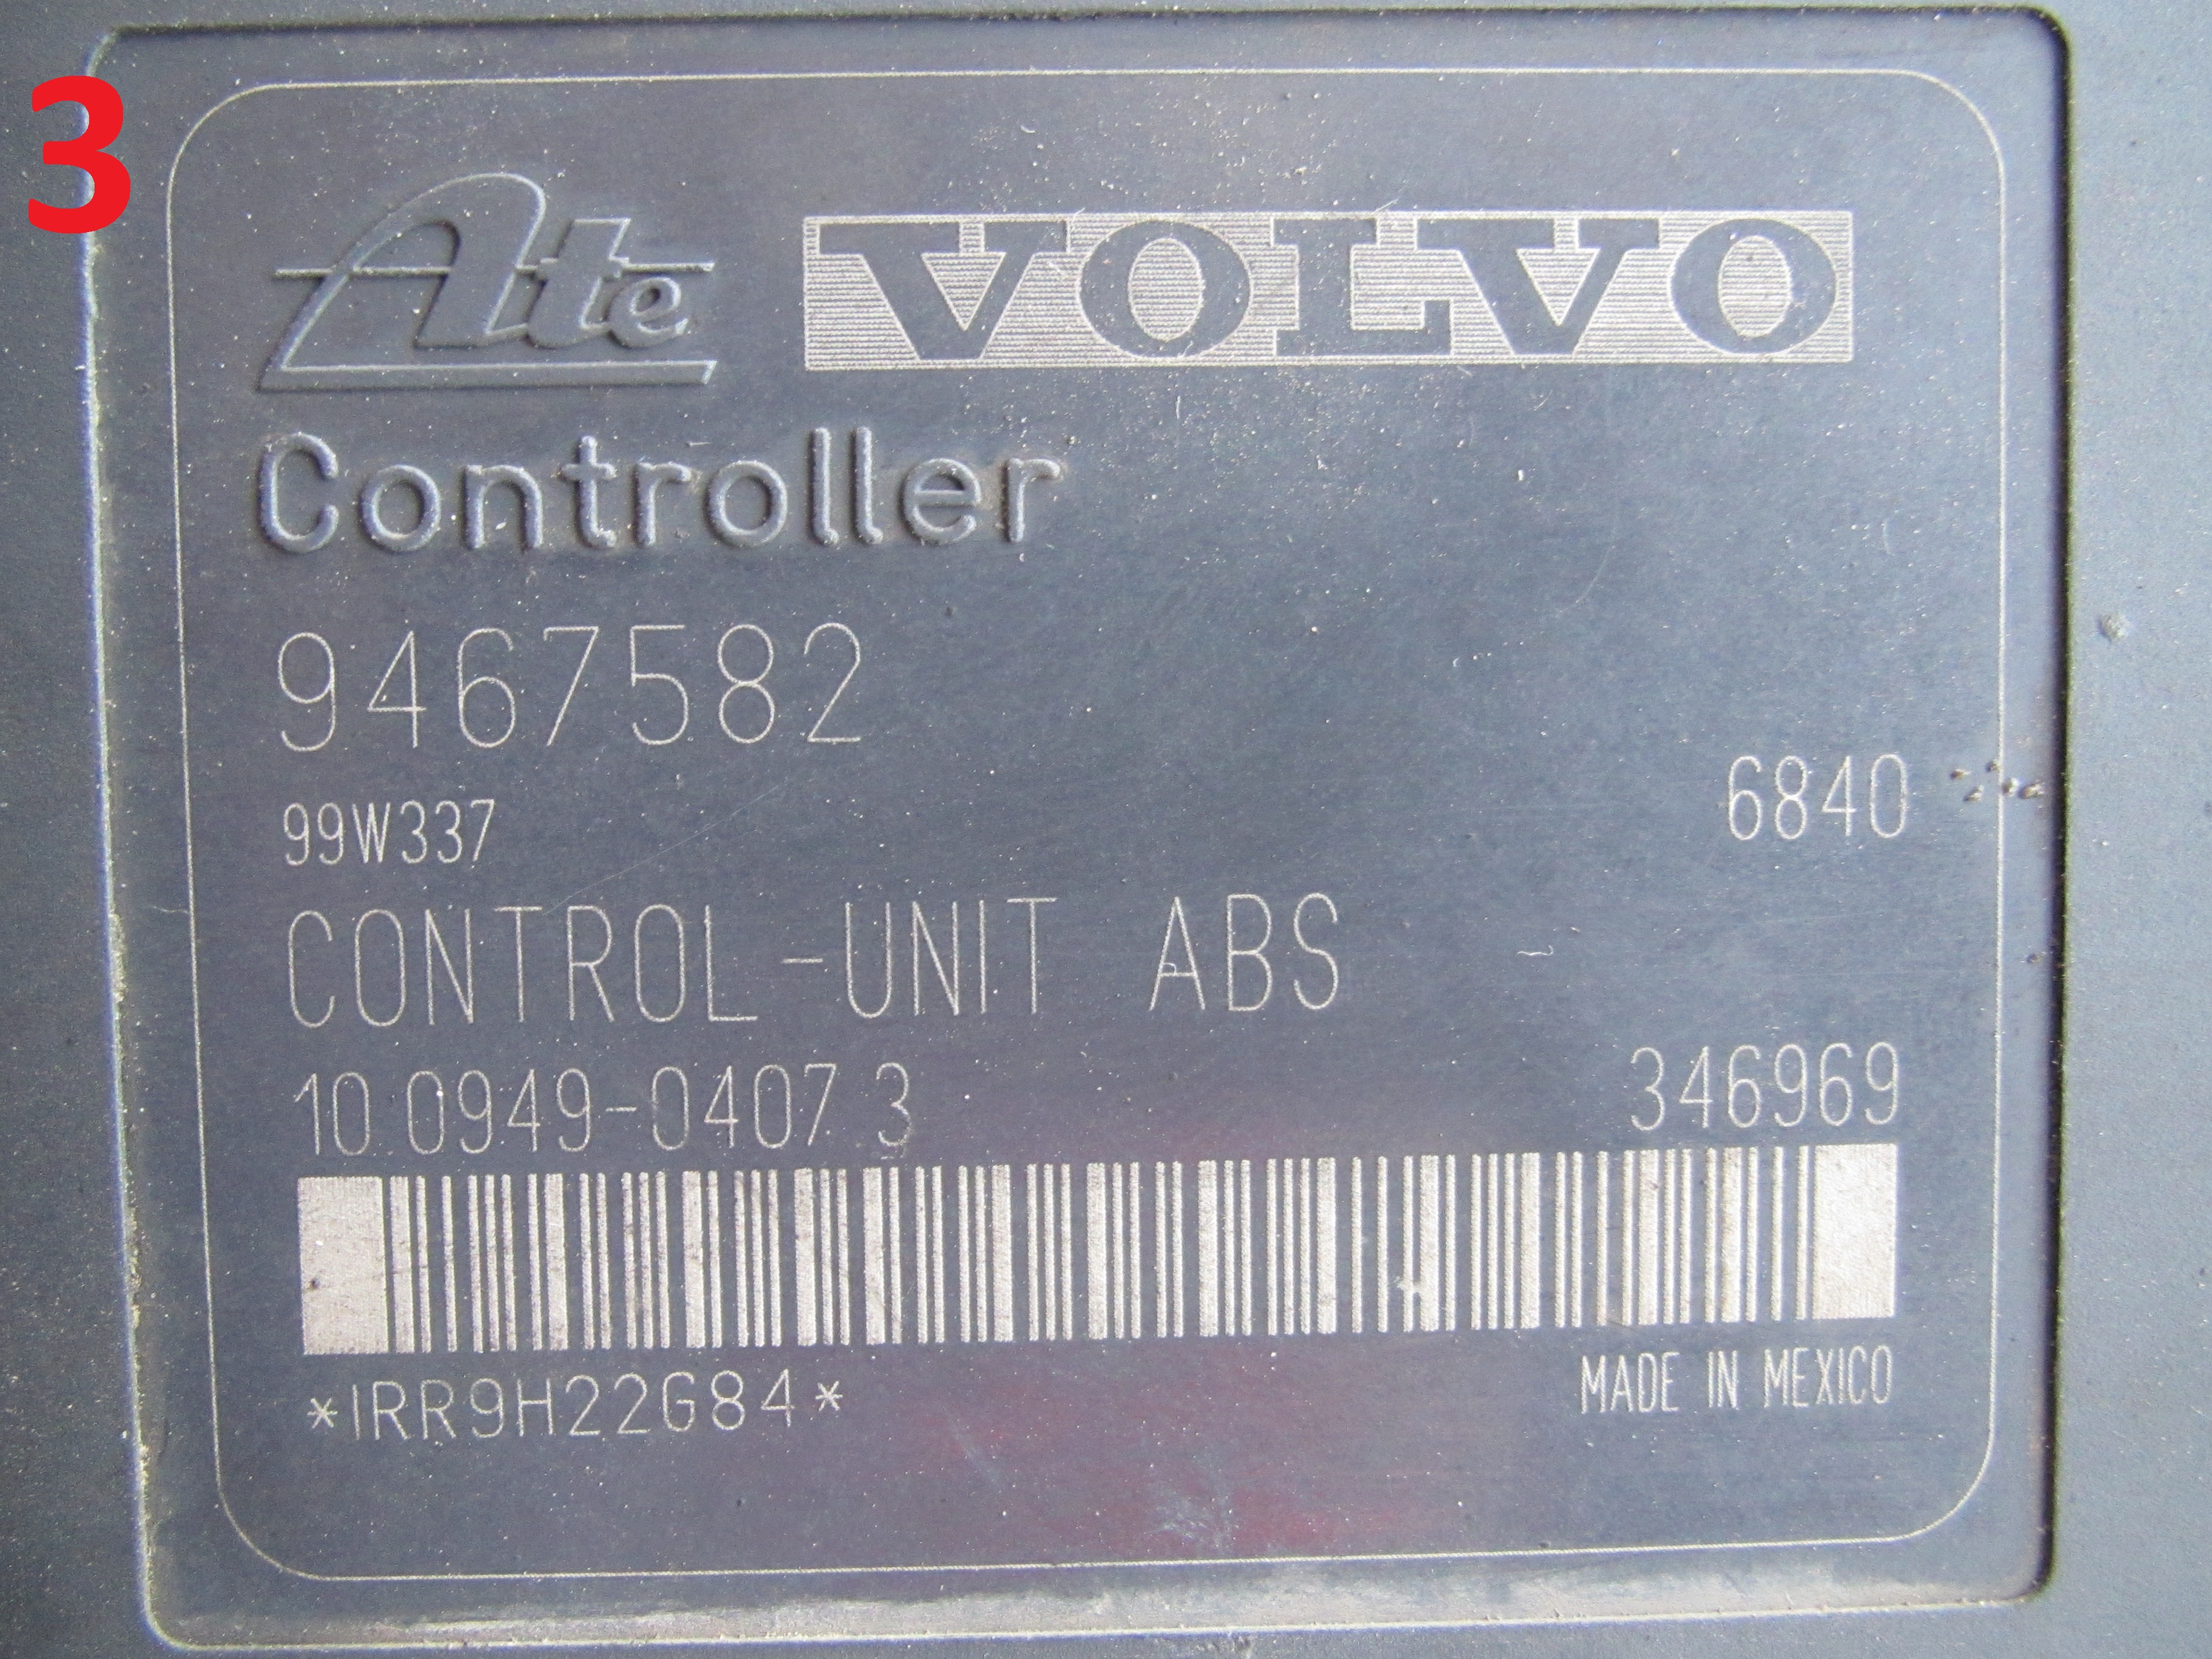 3
Ate VOLVO
Controller
9467582
99W337 6840
CONTROL-UNIT ABS
10.0949-0407.3 346969
*IRR9H22G84* MADE IN MEXICO